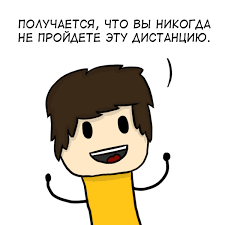 ПОЛУЧАЕТСЯ, ЧТО ВЫ НИКОГДА
НЕ ПРОЙДЕТЕ ЭТУ ДИСТАНЦИЮ.